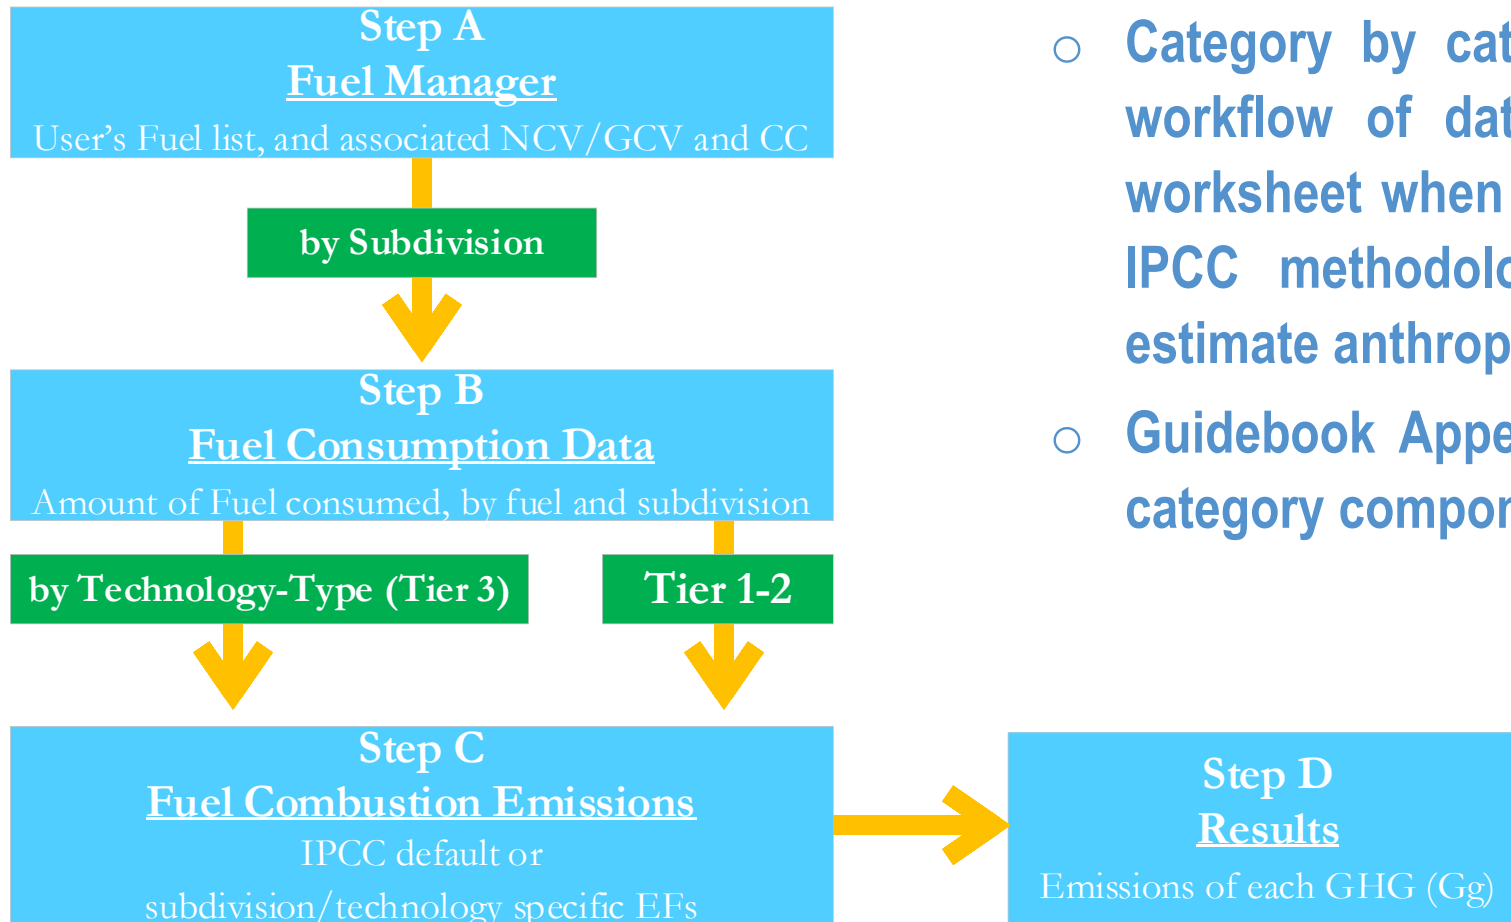 Step A
Fuel Manager
User's Fuel list, and associated NCV/GCV and CC
by Subdivision
Step B
Fuel Consumption Data
Amount of Fuel consumed, by fuel and subdivision
by Technology-Type (Tier 3)
Tier 1-2
Step C
Fuel Combustion Emissions
IPCC default or
subdivision/technology specific EFs
Step D
Results
Emissions of each GHG (Gg)
○ Category by cat
workflow of dat
worksheet when
IPCC methodolo
estimate anthrop
○ Guidebook Appe
category compo